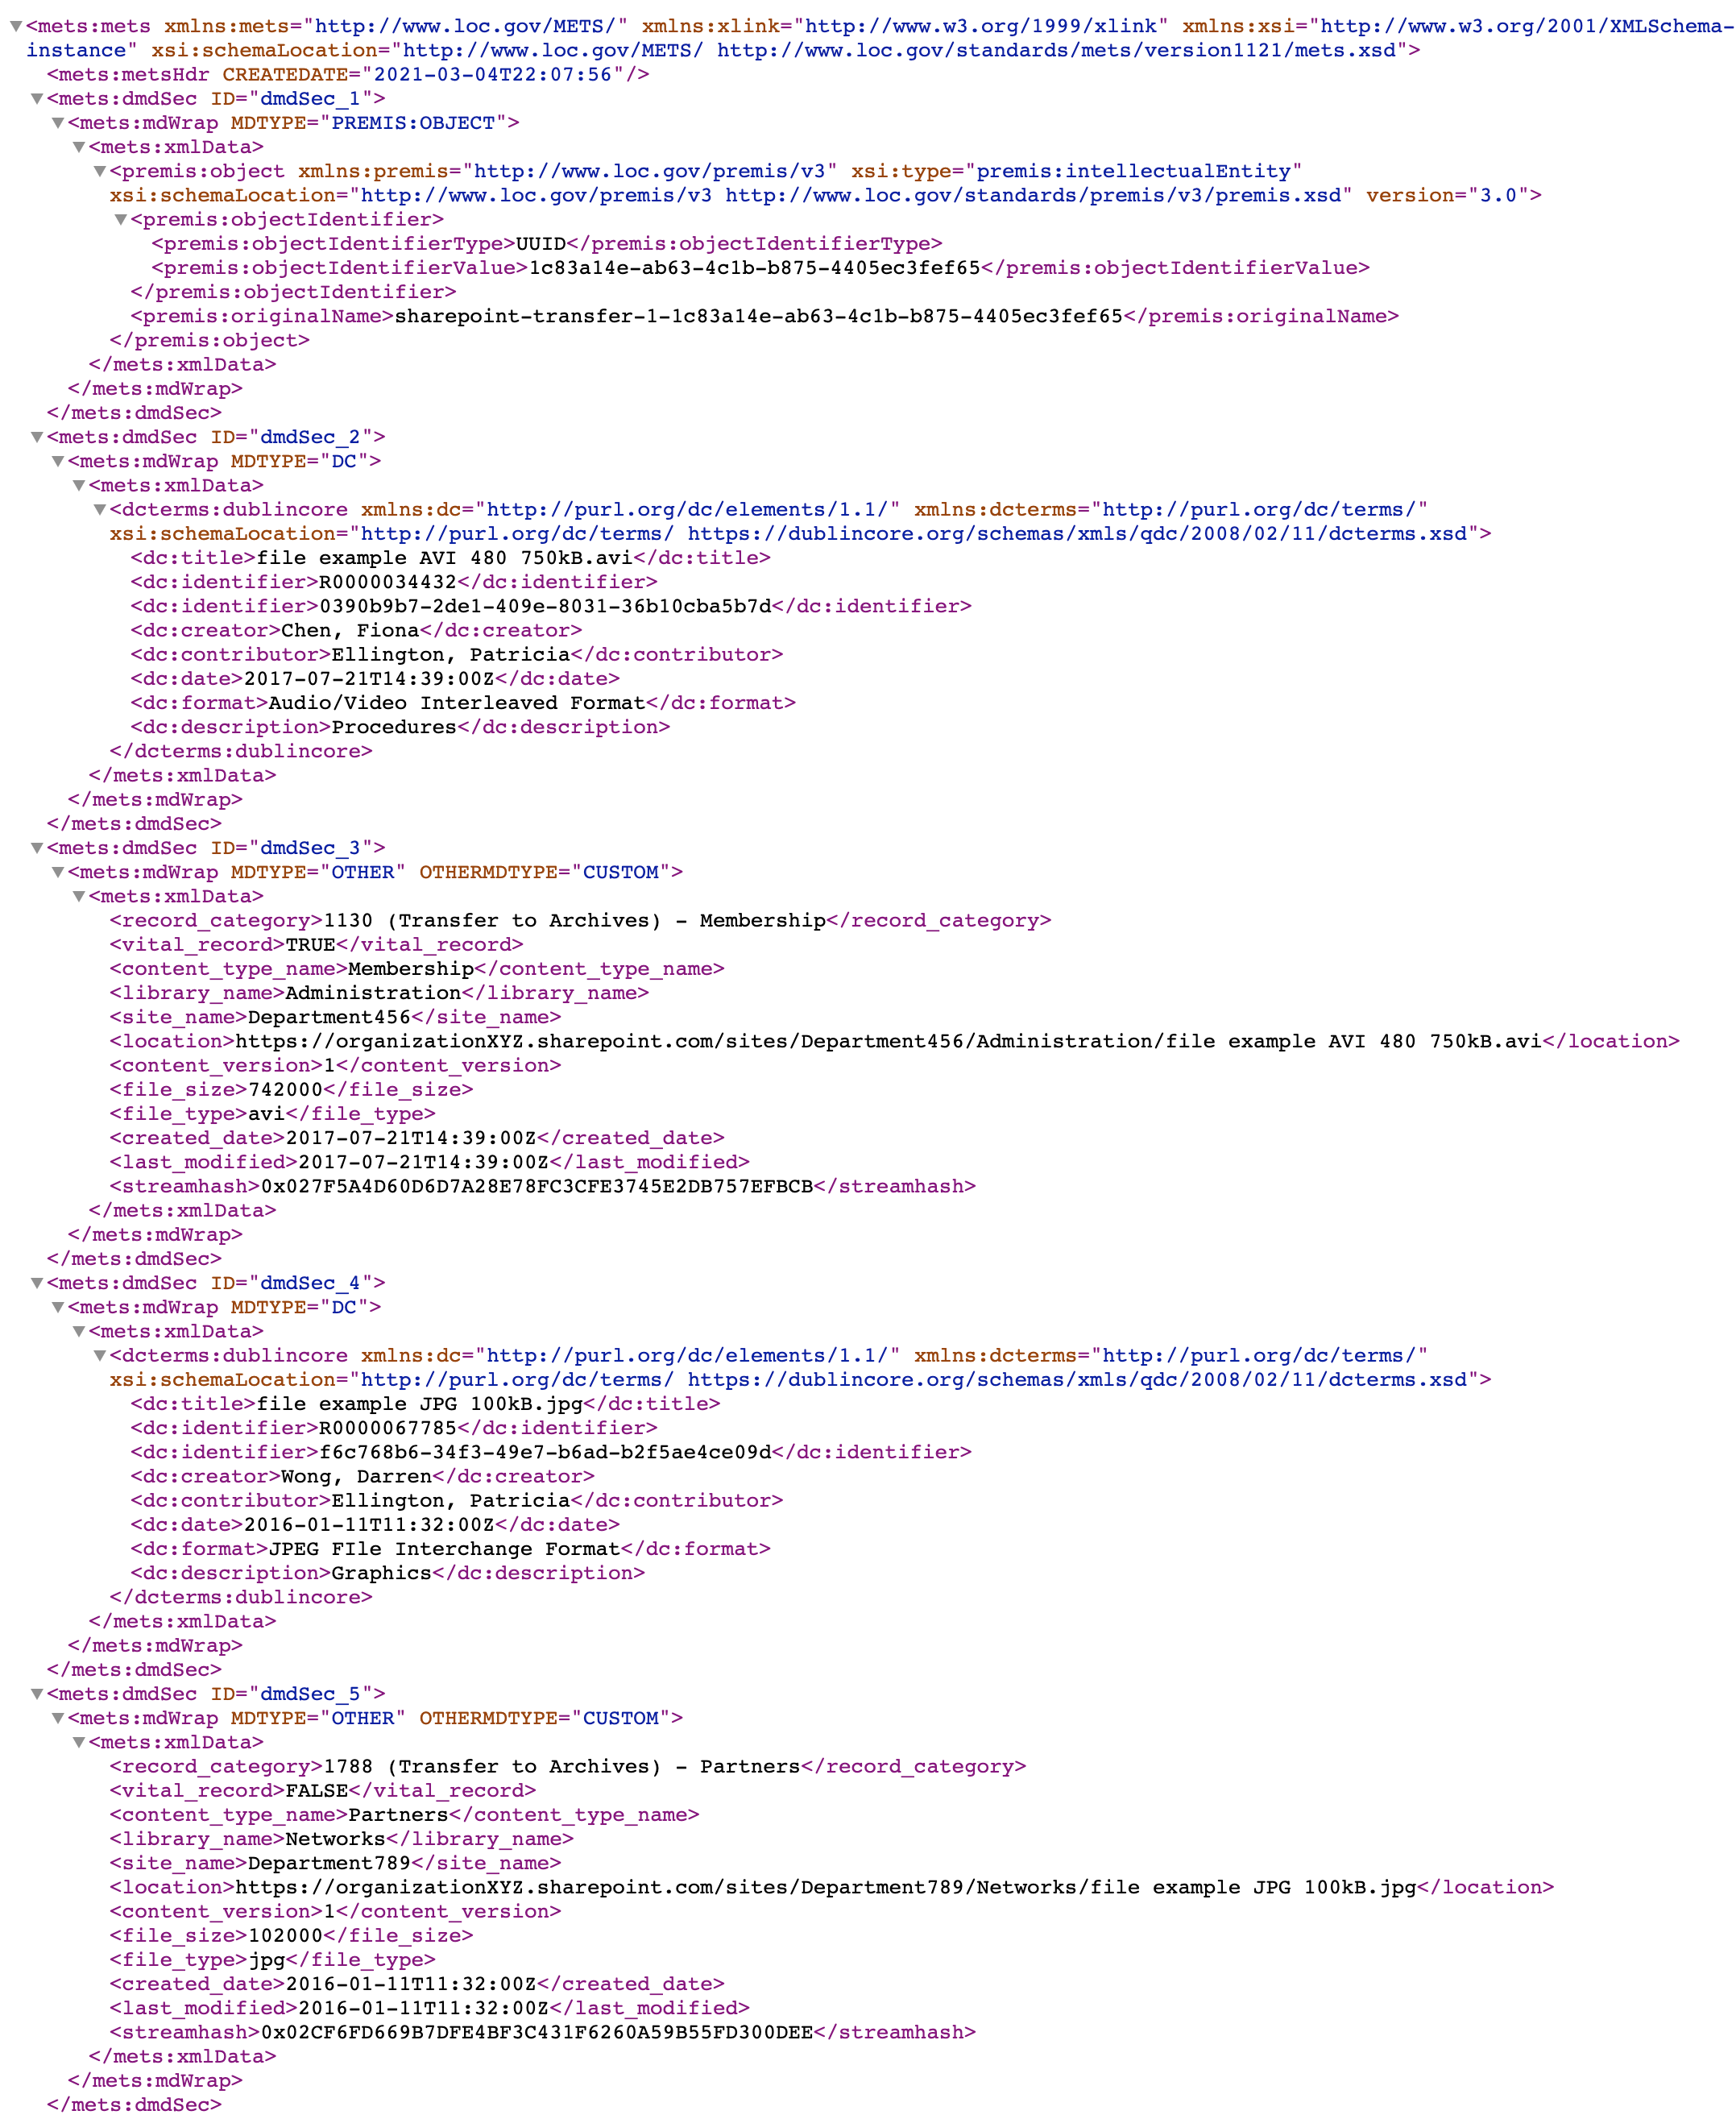 ▼<mets:mets xmlns:mets="http://www.loc.gov/METS/" xmlns:xlink="http://www.w3.org/1999/xlink" xmlns:xsi="http://www.w3.org/2001/XMLSchema-
instance" xsi:schemaLocation="http://www.loc.gov/METS/ http://www.loc.gov/standards/mets/version1121/mets.xsd">
<mets:metsHdr CREATEDATE="2021-03-04T22:07:56"/>
▼<mets:dmdSec ID="dmdSec_1">
▼<mets:mdWrap MDTYPE="PREMIS:OBJECT">
▼<mets:xmlData>
▼<premis:object xmlns:premis="http://www.loc.gov/premis/v3" xsi:type="premis:intellectualEntity"
xsi:schemaLocation="http://www.loc.gov/premis/v3 http://www.loc.gov/standards/premis/v3/premis.xsd" version="3.0">
▼<premis:objectIdentifier>
<premis:objectIdentifierType>UUID</premis:objectIdentifierType>
<premis:objectIdentifierValue>1c83a14e-ab63-4c1b-b875-4405ec3fef65</premis:objectIdentifierValue>
</premis:objectIdentifier>
<premis:originalName>sharepoint-transfer-1-1c83a14e-ab63-4c1b-b875-4405ec3fef65</premis:originalName>
</premis:object>
</mets:xmlData>
</mets:mdWrap>
</mets:dmdSec>
▼<mets:dmdSec ID="dmdSec_2">
▼<mets:mdWrap MDTYPE="DC">
▼<mets:xmlData>
▼<dcterms:dublincore xmlns:dc="http://purl.org/dc/elements/1.1/" xmlns:dcterms="http://purl.org/dc/terms/"
xsi:schemaLocation="http://purl.org/dc/terms/ https://dublincore.org/schemas/xmls/qdc/2008/02/11/dcterms.xsd">
<dc:title>file example AVI 480 750kB.avi</dc:title>
<dc:identifier>R0000034432</dc:identifier>
<dc:identifier>0390b9b7-2de1-409e-8031-36b10cba5b7d</dc:identifier>
<dc:creator>Chen, Fiona</dc:creator>
<dc:contributor>Ellington, Patricia</dc:contributor>
<dc:date>2017-07-21T14:39:00Z</dc:date>
<dc:format>Audio/Video Interleaved Format</dc:format>
<dc:description>Procedures</dc:description>
</dcterms:dublincore>
</mets:xmlData>
</mets:mdWrap>
</mets:dmdSec>
▼<mets:dmdSec ID="dmdSec_3">
▼<mets:mdWrap MDTYPE="OTHER" OTHERMDTYPE="CUSTOM">
▼<mets:xmlData>
<record_category>1130 (Transfer to Archives) - Membership</record_category>
<vital_record>TRUE</vital_record>
<content_type_name>Membership</content_type_name>
<library_name>Administration</library_name>
<site_name>Department456</site_name>
<location>https://organizationXYZ.sharepoint.com/sites/Department456/Administration/file example AVI 480 750kB.avi</location>
<content_version>1</content_version>
<file_size>742000</file_size>
<file_type>avi</file_type>
<created_date>2017-07-21T14:39:00Z</created_date>
<last_modified>2017-07-21T14:39:00Z</last_modified>
<streamhash>0x027F5A4D60D6D7A28E78FC3CFE3745E2DB757EFBCB</streamhash>
</mets:xmlData>
</mets:mdWrap>
</mets:dmdSec>
▼<mets:dmdSec ID="dmdSec_4">
▼<mets:mdWrap MDTYPE="DC">
▼<mets:xmlData>
▼<dcterms:dublincore xmlns:dc="http://purl.org/dc/elements/1.1/" xmlns:dcterms="http://purl.org/dc/terms/"
xsi:schemaLocation="http://purl.org/dc/terms/ https://dublincore.org/schemas/xmls/qdc/2008/02/11/dcterms.xsd">
<dc:title>file example JPG 100kB.jpg</dc:title>
<dc:identifier>R0000067785</dc:identifier>
<dc:identifier>f6c768b6-34f3-49e7-b6ad-b2f5ae4ce09d</dc:identifier>
<dc:creator>Wong, Darren</dc:creator>
<dc:contributor>Ellington, Patricia</dc:contributor>
<dc:date>2016-01-11T11:32:00Z</dc:date>
<dc:format>JPEG FIle Interchange Format</dc:format>
<dc:description>Graphics</dc:description>
</dcterms:dublincore>
</mets:xmlData>
</mets:mdWrap>
</mets:dmdSec>
▼<mets:dmdSec ID="dmdSec_5">
▼<mets:mdWrap MDTYPE="OTHER" OTHERMDTYPE="CUSTOM">
▼<mets:xmlData>
<record_category>1788 (Transfer to Archives) - Partners</record_category>
<vital_record>FALSE</vital_record>
<content_type_name>Partners</content_type_name>
<library_name>Networks</library_name>
<site_name>Department789</site_name>
<location>https://organizationXYZ.sharepoint.com/sites/Department789/Networks/file example JPG 100kB.jpg</location>
<content_version>1</content_version>
<file_size>102000</file_size>
<file_type>jpg</file_type>
<created_date>2016-01-11T11:32:00Z</created_date>
<last_modified>2016-01-11T11:32:00Z</last_modified>
<streamhash>0x02CF6FD669B7DFE4BF3C431F6260A59B55FD300DEE</streamhash>
</mets:xmlData>
</mets:mdWrap>
</mets:dmdSec>